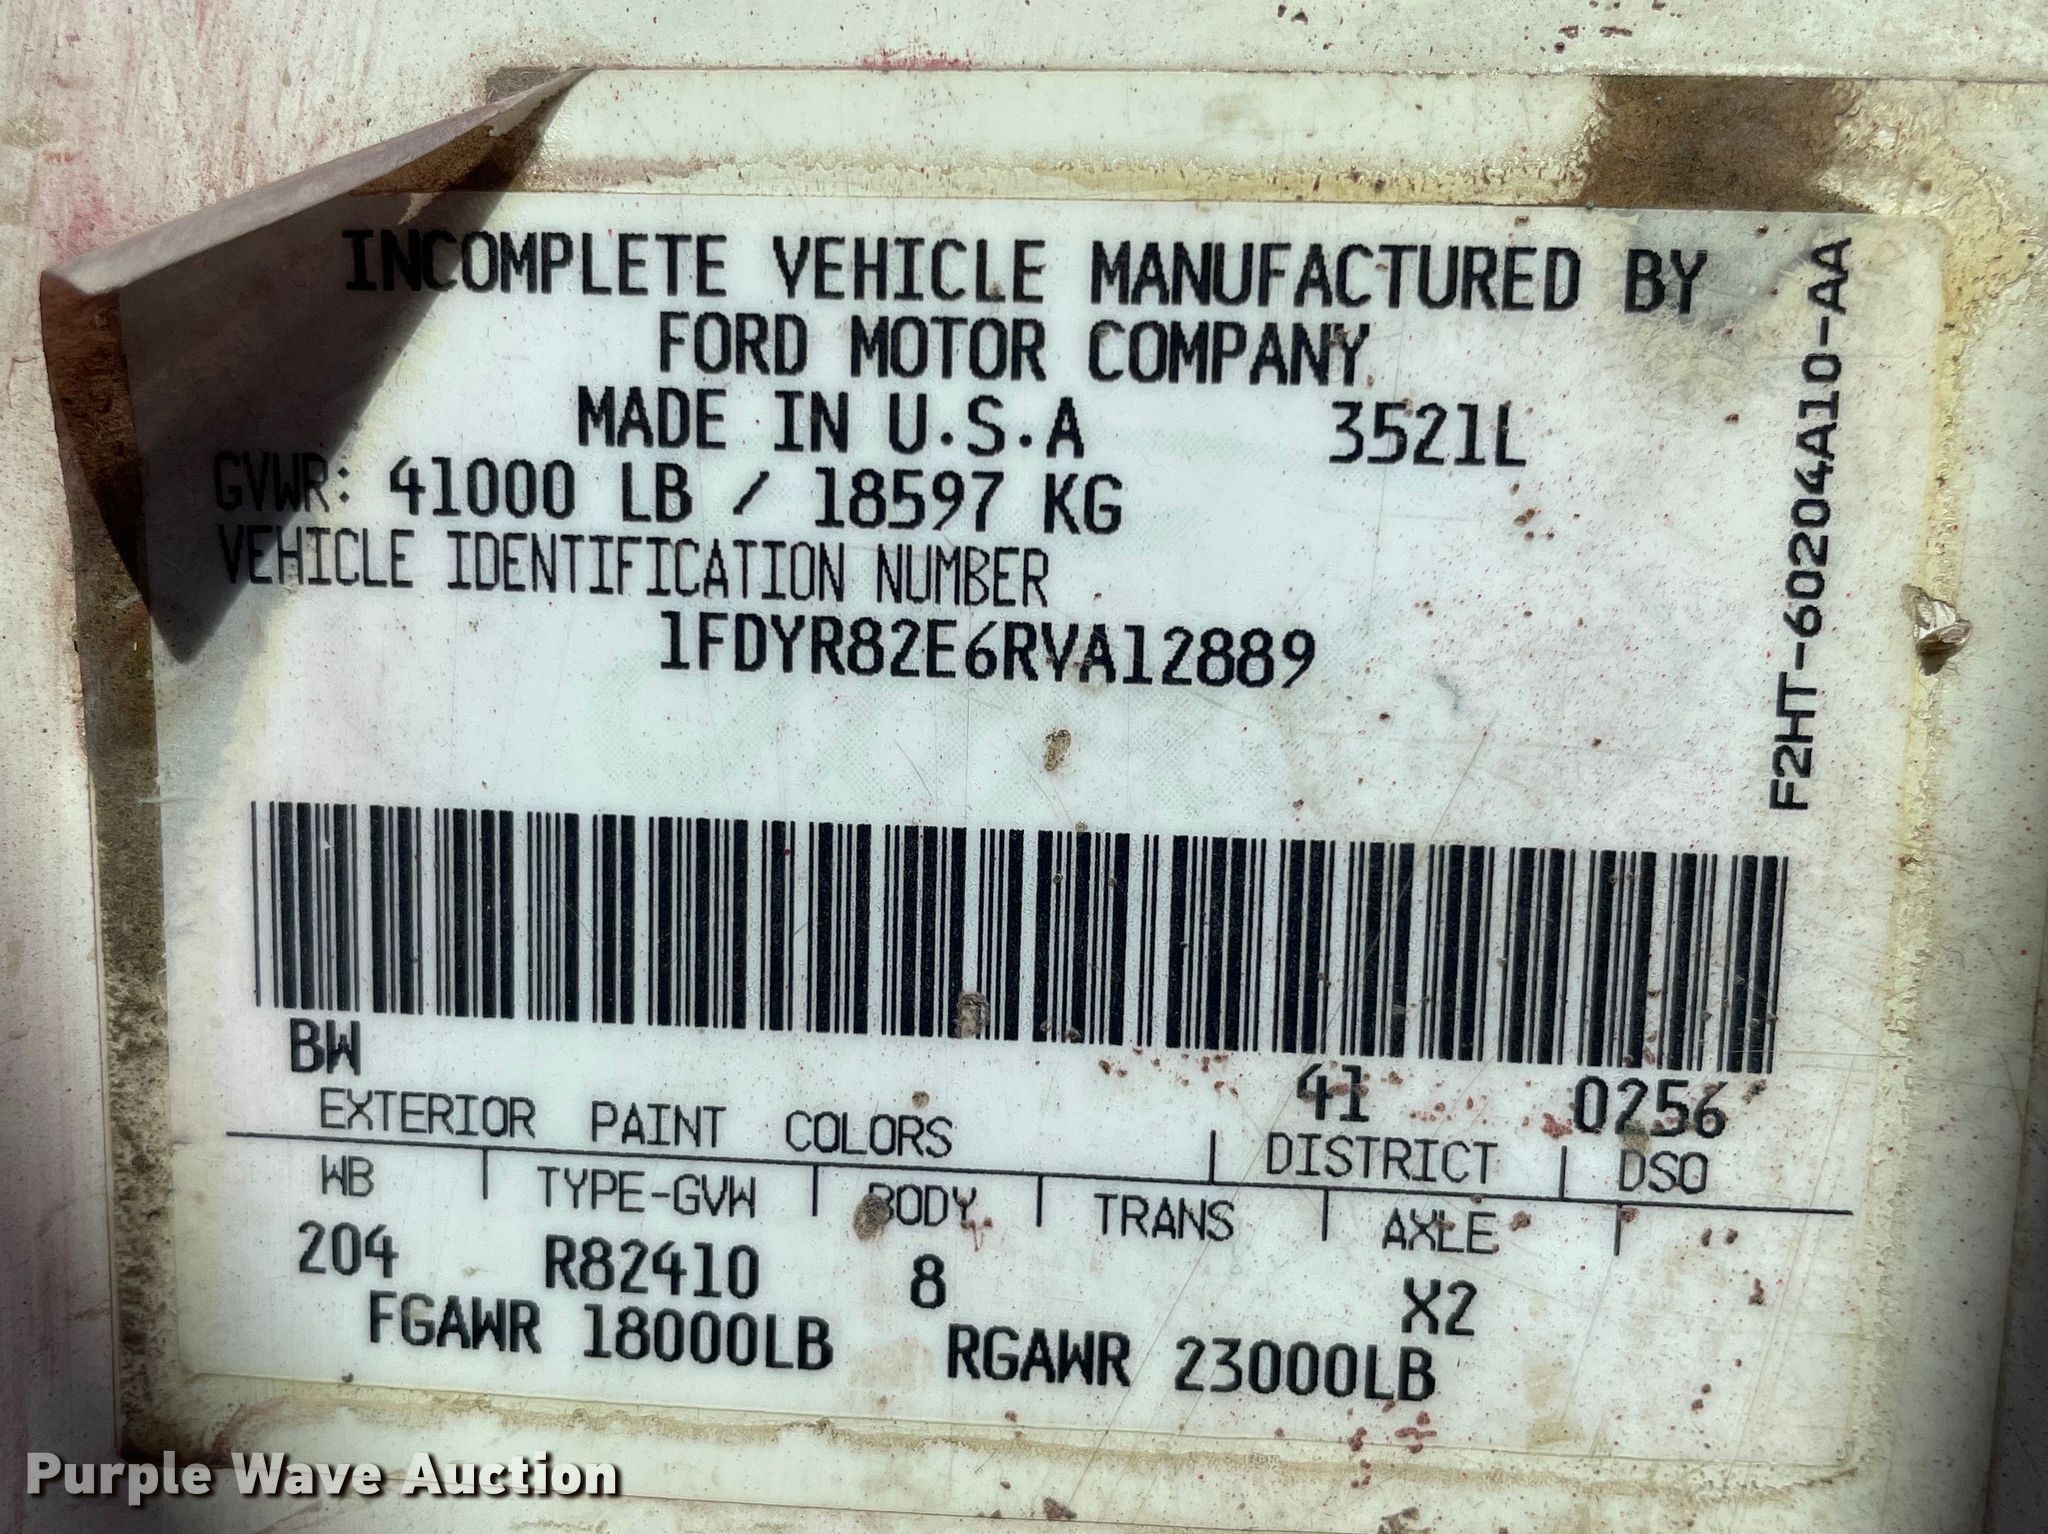 INCOMPLETE VEHICLE MANUFACTURED BY
FORD MOTOR COMPANY
MADE IN U.S.A 3521L
GVWR: 41000 LB / 18597 KG
VEHICLE IDENTIFICATION NUMBER
1FDYR82E6RVA12889
F2HT-60204A10-AA
BW 41 0256
EXTERIOR PAINT COLORS | DISTRICT | DSO
WB | TYPE-GVW | BODY | TRANS | AXLE |
204 R82410 8 X2
FGAWR 18000LB RGAWR 23000LB
Purple Wave Auction